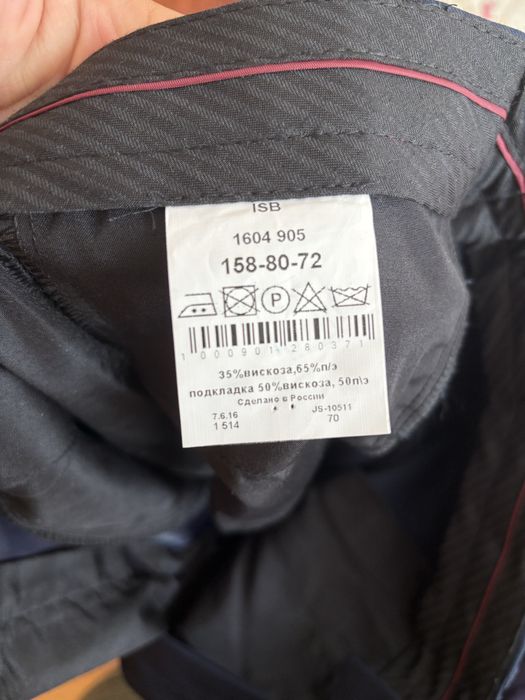 ISB
1604 905
158-80-72
P
1000901280371
35%вискоза,65%п/э
подкладка 50%вискоза, 50п\э
Сделано в России
7.6.16 JS-10511
1 514 70